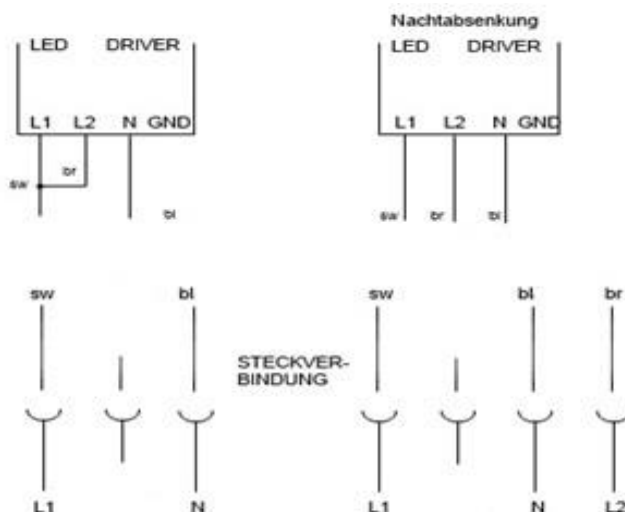 Nachtabsenkung
LED DRIVER
LED DRIVER
L1 L2 N GND
L1 L2 N GND
sw br bl
sw br bl
sw bl
sw bl br
STECKVER-
BINDUNG
L1 N
L1 N L2